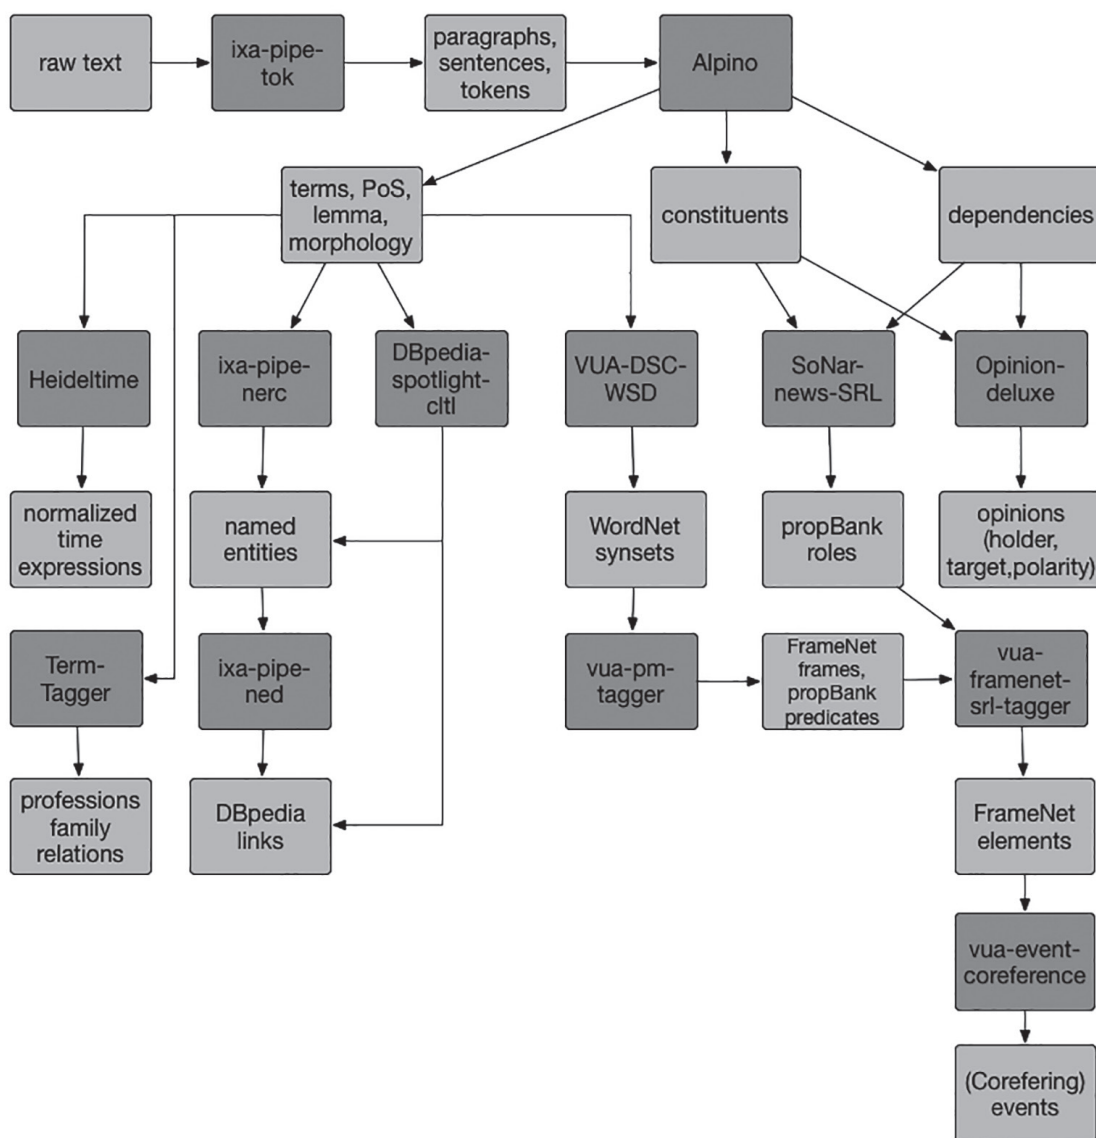 raw text
ixa-pipe-
tok
paragraphs,
sentences,
tokens
Alpino
terms, PoS,
lemma,
morphology
constituents
dependencies
Heideltime
ixa-pipe-
nerc
DBpedia-
spotlight-
cltl
VUA-DSC-
WSD
SoNar-
news-SRL
Opinion-
deluxe
normalized
time
expressions
named
entities
WordNet
synsets
propBank
roles
opinions
(holder,
target,polarity)
Term-
Tagger
ixa-pipe-
ned
vua-pm-
tagger
FrameNet
frames,
propBank
predicates
vua-
framenet-
srl-tagger
professions
family
relations
DBpedia
links
FrameNet
elements
vua-event-
coreference
(Corefering)
events